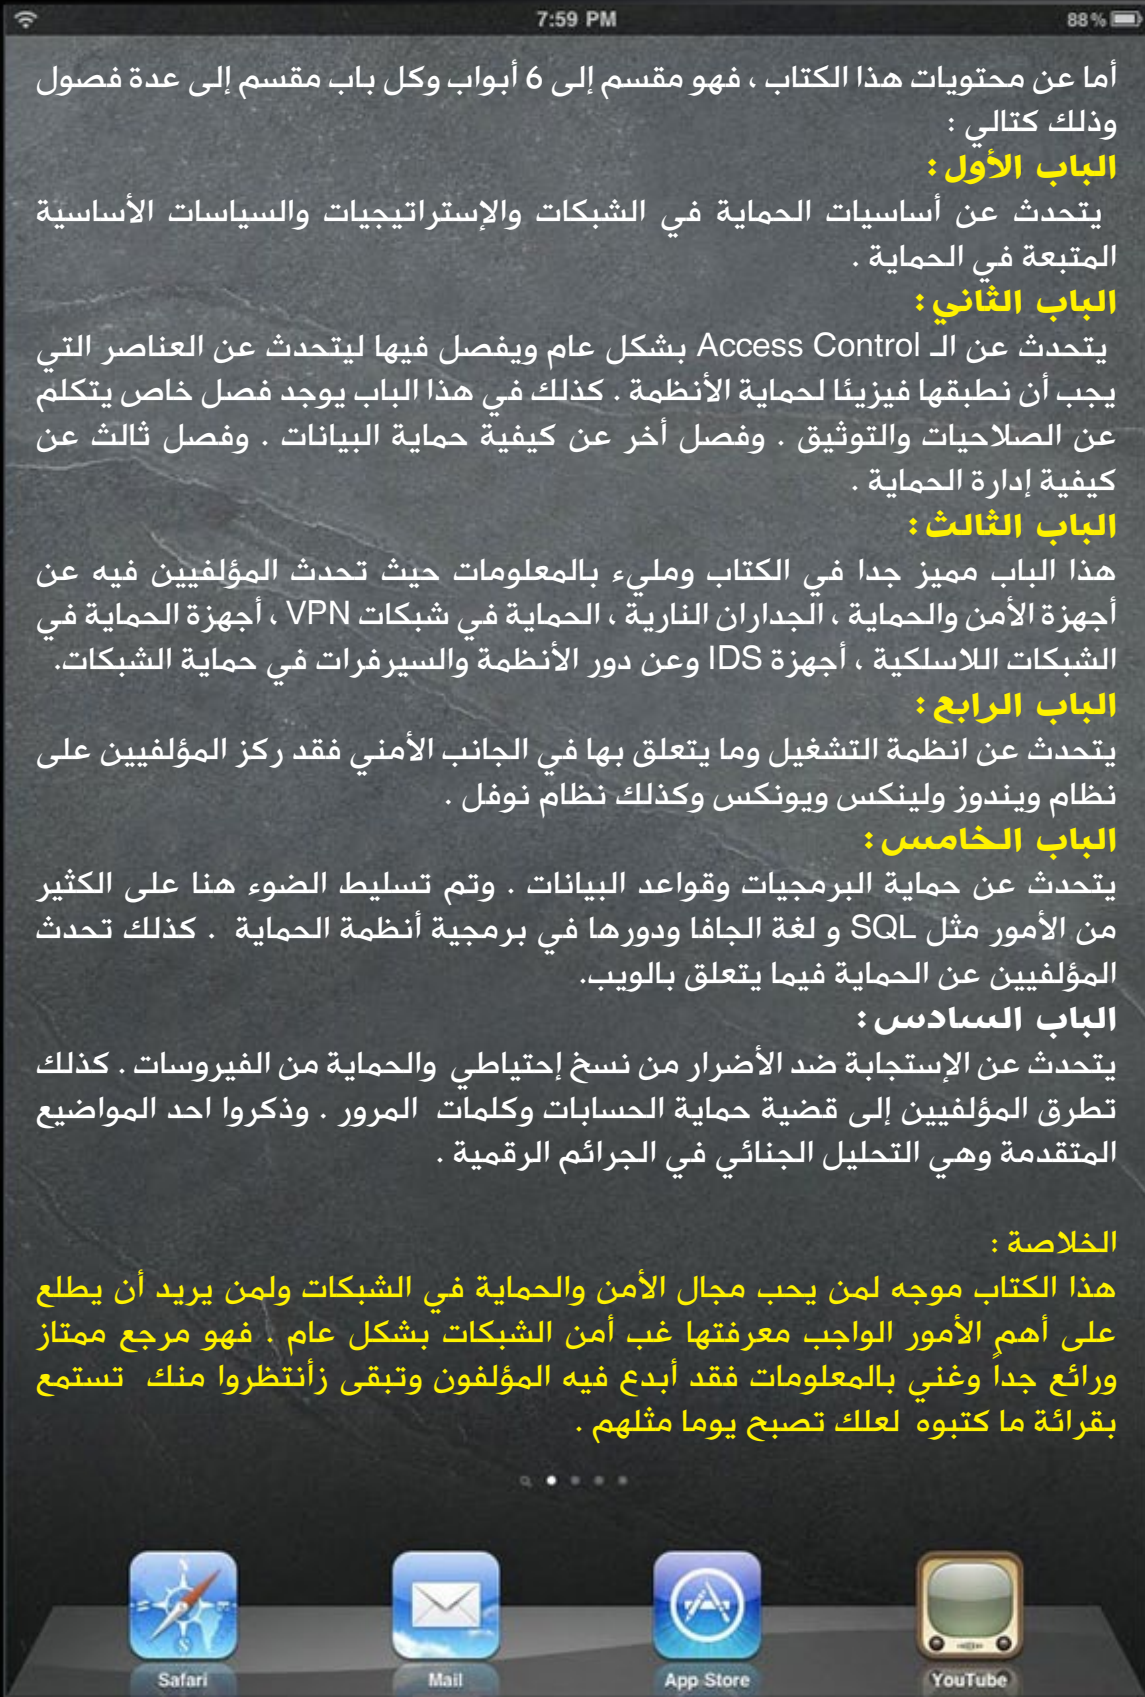 7:59 PM
88%
أما عن محتويات هذا الكتاب ، فهو مقسم إلى 6 أبواب وكل باب مقسم إلى عدة فصول
وذلك كتالي :
الباب الأول :
يتحدث عن أساسيات الحماية في الشبكات والإستراتيجيات والسياسات الأساسية
المتبعة في الحماية .
الباب الثاني :
يتحدث عن الـ Access Control بشكل عام ويفصل فيها ليتحدث عن العناصر التي
يجب أن نطبقها فيزيئا لحماية الأنظمة . كذلك في هذا الباب يوجد فصل خاص يتكلم
عن الصلاحيات والتوثيق . وفصل أخر عن كيفية حماية البيانات . وفصل ثالث عن
كيفية إدارة الحماية .
الباب الثالث :
هذا الباب مميز جدا في الكتاب ومليء بالمعلومات حيث تحدث المؤلفيين فيه عن
أجهزة الأمن والحماية ، الجداران النارية ، الحماية في شبكات VPN ، أجهزة الحماية في
الشبكات اللاسلكية ، أجهزة IDS وعن دور الأنظمة والسيرفرات في حماية الشبكات.
الباب الرابع :
يتحدث عن انظمة التشغيل وما يتعلق بها في الجانب الأمني فقد ركز المؤلفيين على
نظام ويندوز ولينكس ويونكس وكذلك نظام نوفل .
الباب الخامس :
يتحدث عن حماية البرمجيات وقواعد البيانات . وتم تسليط الضوء هنا على الكثير
من الأمور مثل SQL و لغة الجافا ودورها في برمجية أنظمة الحماية . كذلك تحدث
المؤلفيين عن الحماية فيما يتعلق بالويب.
الباب السادس :
يتحدث عن الإستجابة ضد الأضرار من نسخ إحتياطي والحماية من الفيروسات . كذلك
تطرق المؤلفيين إلى قضية حماية الحسابات وكلمات المرور . وذكروا احد المواضيع
المتقدمة وهي التحليل الجنائي في الجرائم الرقمية .
الخلاصة :
هذا الكتاب موجه لمن يحب مجال الأمن والحماية في الشبكات ولمن يريد أن يطلع
على أهم الأمور الواجب معرفتها غب أمن الشبكات بشكل عام . فهو مرجع ممتاز
ورائع جداً وغني بالمعلومات فقد أبدع فيه المؤلفون وتبقى زأنتظروا منك تستمع
بقرائة ما كتبوه لعلك تصبح يوما مثلهم .
Safari
Mail
App Store
YouTube